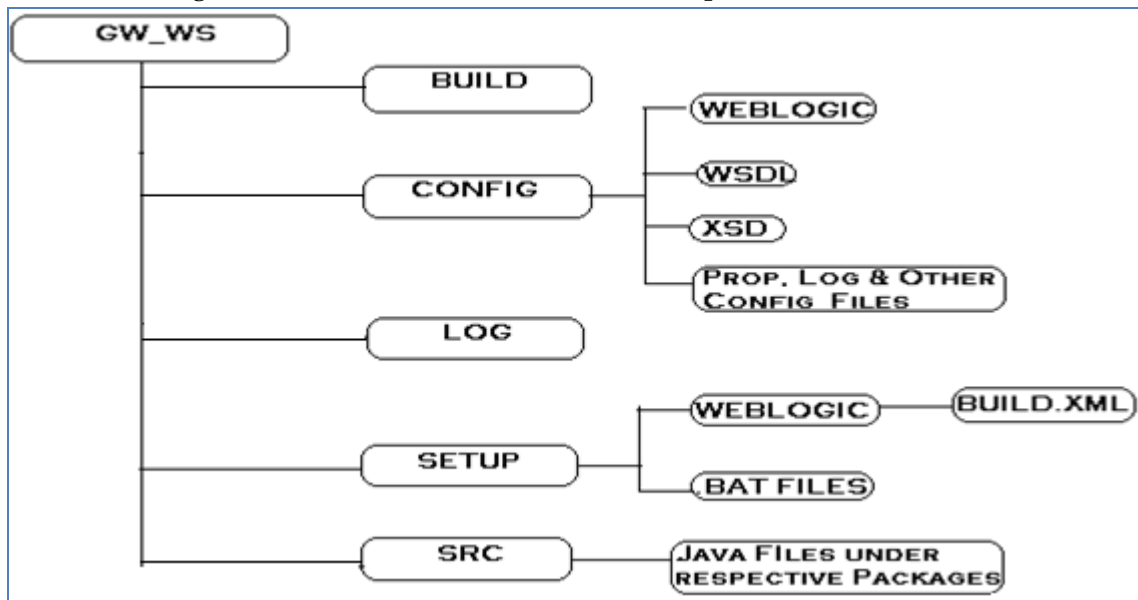 GW_WS
BUILD
WEBLOGIC
CONFIG
WSDL
XSD
PROP, LOG & OTHER
CONFIG FILES
LOG
WEBLOGIC
BUILD.XML
SETUP
.BAT FILES
SRC
JAVA FILES UNDER
RESPECTIVE PACKAGES